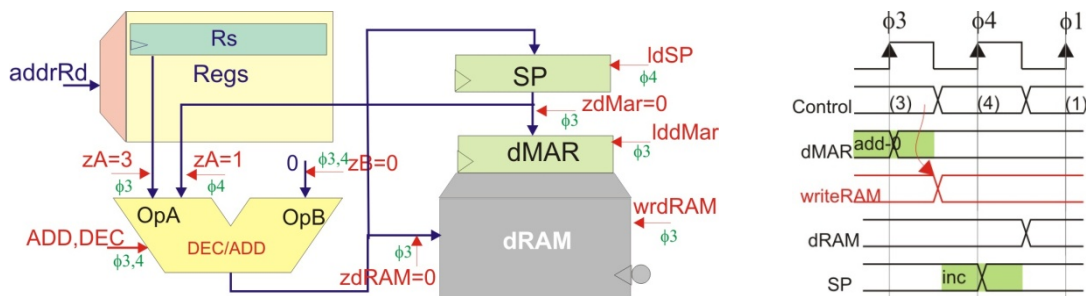 Rs
Regs
addrRd
zA=3
ϕ3
zA=1
ϕ4
0
ϕ3,4
zB=0
OpA
OpB
ADD,DEC
ϕ3,4
DEC/ADD
SP
ldSP
ϕ4
zdMar=0
ϕ3
dMAR
lddMar
ϕ3
dRAM
wrdRAM
ϕ3
ϕ3
zdRAM=0
ϕ3 ϕ4 ϕ1
Control (3) (4) (1)
dMAR add-0
writeRAM
dRAM
SP inc